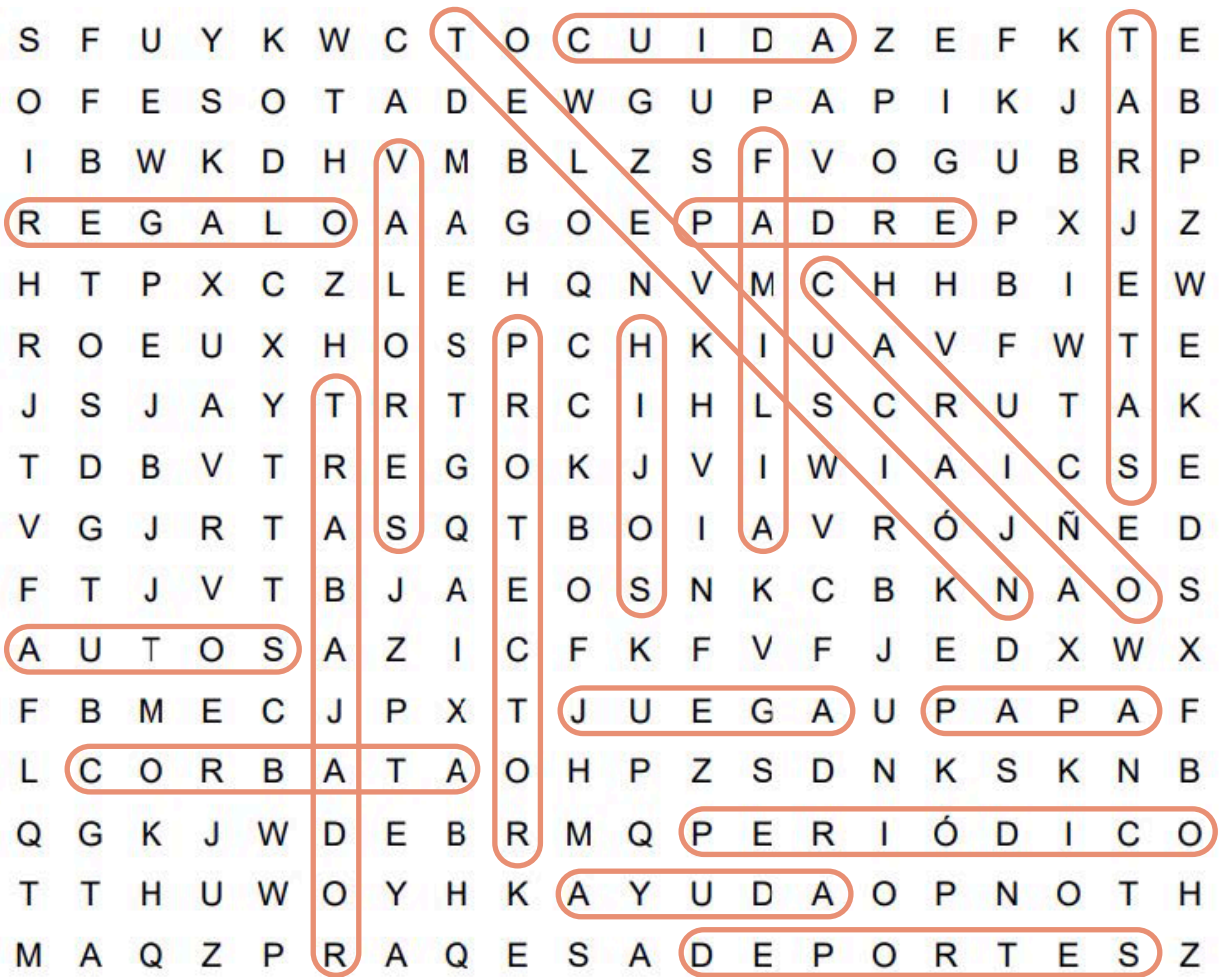 S F U Y K W C T O C U I D A Z E F K T E
O F E S O T A D E W G U P A P I K J A B
I B W K D H V M B L Z S F V O G U B R P
R E G A L O A A G O E P A D R E P X J Z
H T P X C Z L E H Q N V M C H H B I E W
R O E U X H O S P C H K I U A V F W T E
J S J A Y T R T R C I H L S C R U T A K
T D B V T R E G O K J V I W I A I C S E
V G J R T A S Q T B O I A V R Ó J Ñ E D
F T J V T B J A E O S N K C B K N A O S
A U T O S A Z I C F K F V F J E D X W X
F B M E C J P X T J U E G A U P A P A F
L C O R B A T A O H P Z S D N K S K N B
Q G K J W D E B R M Q P E R I Ó D I C O
T T H U W O Y H K A Y U D A O P N O T H
M A Q Z P R A Q E S A D E P O R T E S Z